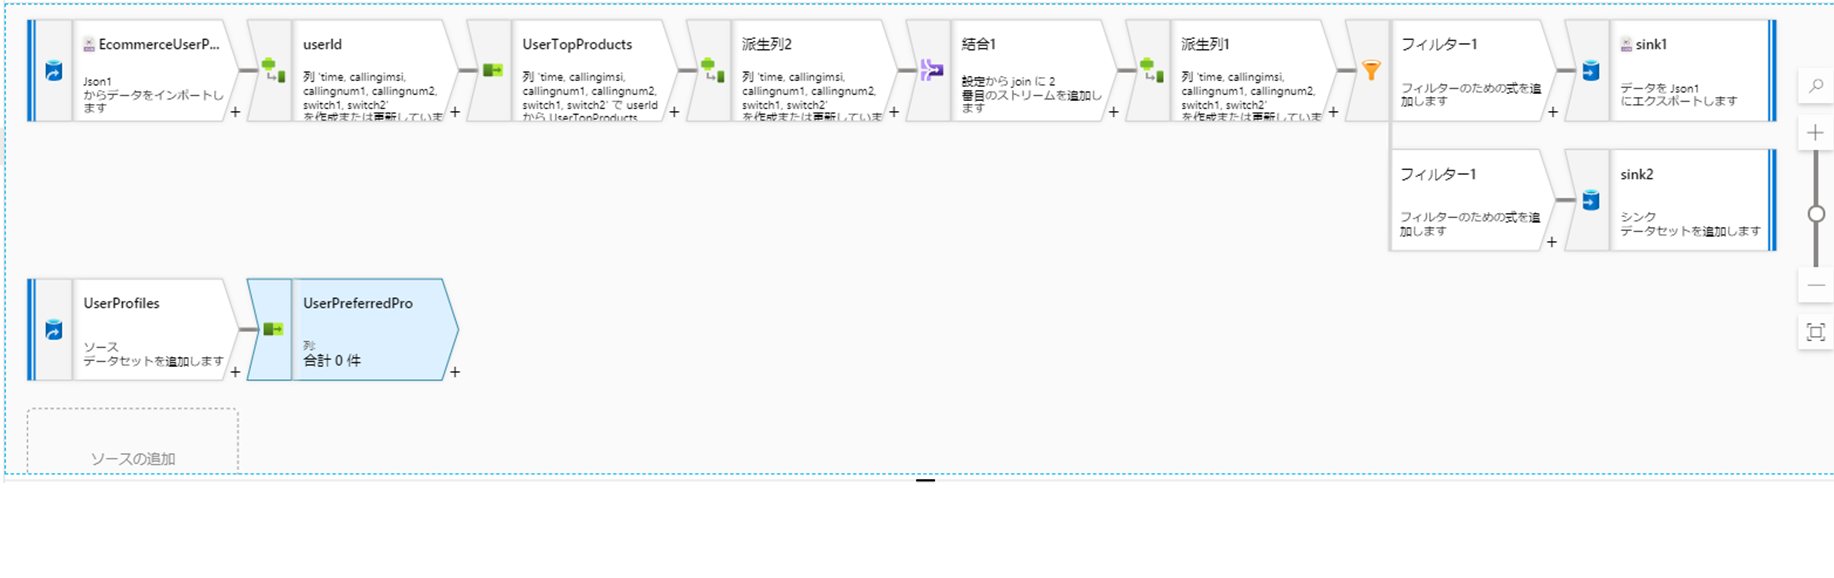 EcommerceUserP...
Json1
からデータをインポートし
ます
+
userId
列 'time, callingimsi,
callingnum1, callingnum2,
switch1, switch2'
を作成または更新していま
+
UserTopProducts
列 'time, callingimsi,
callingnum1, callingnum2,
switch1, switch2' で userId
から UserTopProducts
+
派生列2
列 'time, callingimsi,
callingnum1, callingnum2,
switch1, switch2'
を作成または更新していま
+
結合1
設定から join に 2
番目のストリームを追加し
ます
+
派生列1
列 'time, callingimsi,
callingnum1, callingnum2,
switch1, switch2'
を作成または更新していま
+
フィルター1
フィルターのための式を追
加します
+
sink1
データを Json1
にエクスポートします
フィルター1
フィルターのための式を追
加します
+
sink2
シンク
データセットを追加します
UserProfiles
ソース
データセットを追加します
+
UserPreferredPro
列:
合計 0 件
+
ソースの追加